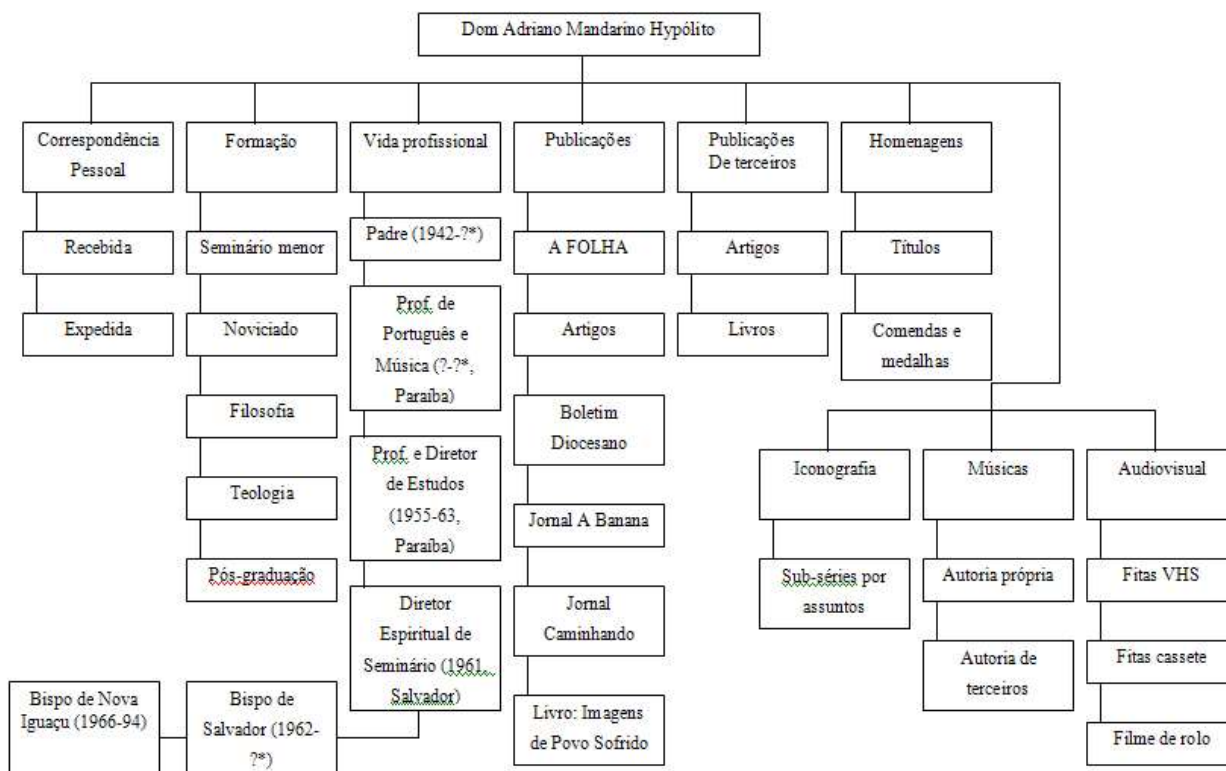 Dom Adriano Mandarino Hypólito
Correspondência
Pessoal
Recebida
Expedida
Formação
Seminário menor
Noviciado
Filosofia
Teologia
Pós-graduação
Vida profissional
Padre (1942-?*)
Prof. de
Português e
Música (?-?*,
Paraíba)
Prof. e Diretor
de Estudos
(1955-63,
Paraíba)
Diretor
Espiritual de
Seminário (1961,
Salvador)
Bispo de
Salvador (1962-
?*)
Bispo de Nova
Iguaçu (1966-94)
Publicações
A FOLHA
Artigos
Boletim
Diocesano
Jornal A Banana
Jornal
Caminhando
Livro: Imagens
de Povo Sofrido
Publicações
De terceiros
Artigos
Livros
Homenagens
Títulos
Comendas e
medalhas
Iconografia
Sub-séries por
assuntos
Músicas
Autoria própria
Autoria de
terceiros
Audiovisual
Fitas VHS
Fitas cassete
Filme de rolo